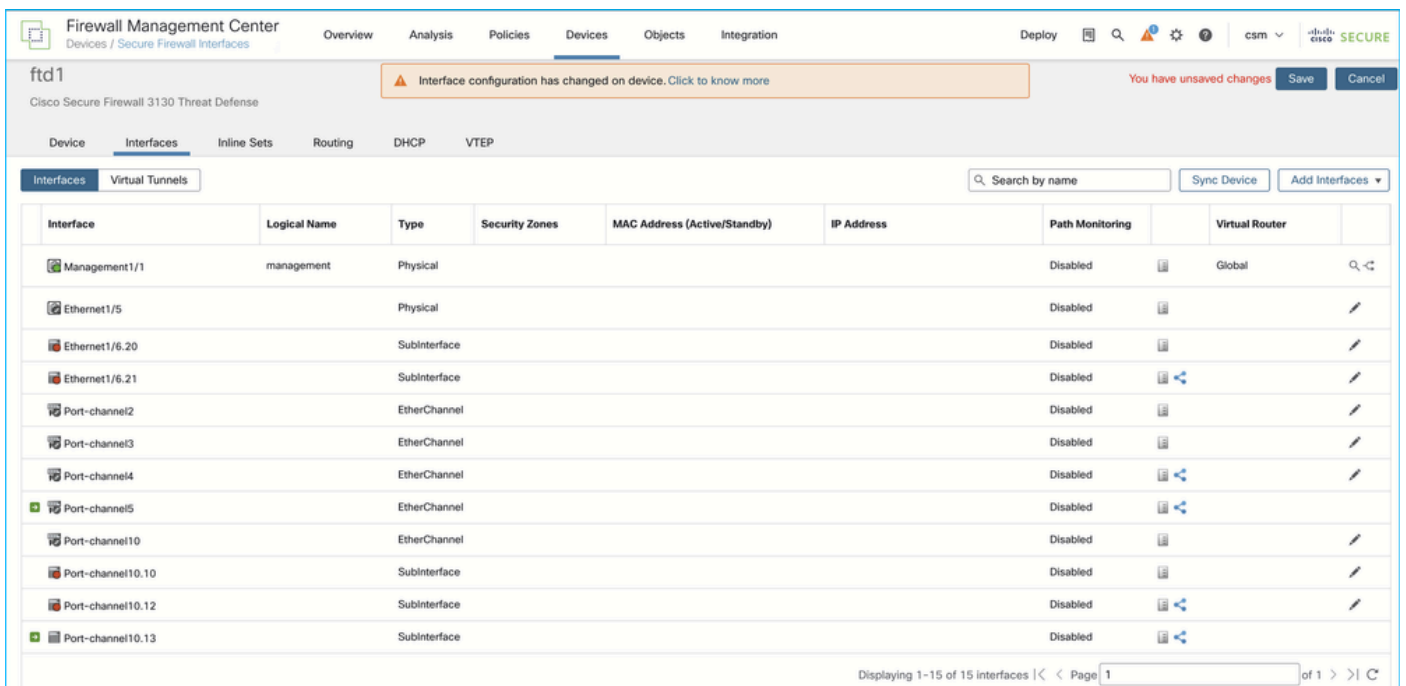 Firewall Management Center
Devices / Secure Firewall Interfaces
Overview Analysis Policies Devices Objects Integration Deploy csm cisco SECURE
ftd1
Cisco Secure Firewall 3130 Threat Defense
Interface configuration has changed on device. Click to know more
You have unsaved changes Save Cancel
Device Interfaces Inline Sets Routing DHCP VTEP
Interfaces Virtual Tunnels Search by name Sync Device Add Interfaces
Interface Logical Name Type Security Zones MAC Address (Active/Standby) IP Address Path Monitoring Virtual Router
Management1/1 management Physical Disabled Global
Ethernet1/5 Physical Disabled
Ethernet1/6.20 SubInterface Disabled
Ethernet1/6.21 SubInterface Disabled
Port-channel2 EtherChannel Disabled
Port-channel3 EtherChannel Disabled
Port-channel4 EtherChannel Disabled
Port-channel5 EtherChannel Disabled
Port-channel10 EtherChannel Disabled
Port-channel10.10 SubInterface Disabled
Port-channel10.12 SubInterface Disabled
Port-channel10.13 SubInterface Disabled
Displaying 1-15 of 15 interfaces |< < Page 1 of 1 > >| C